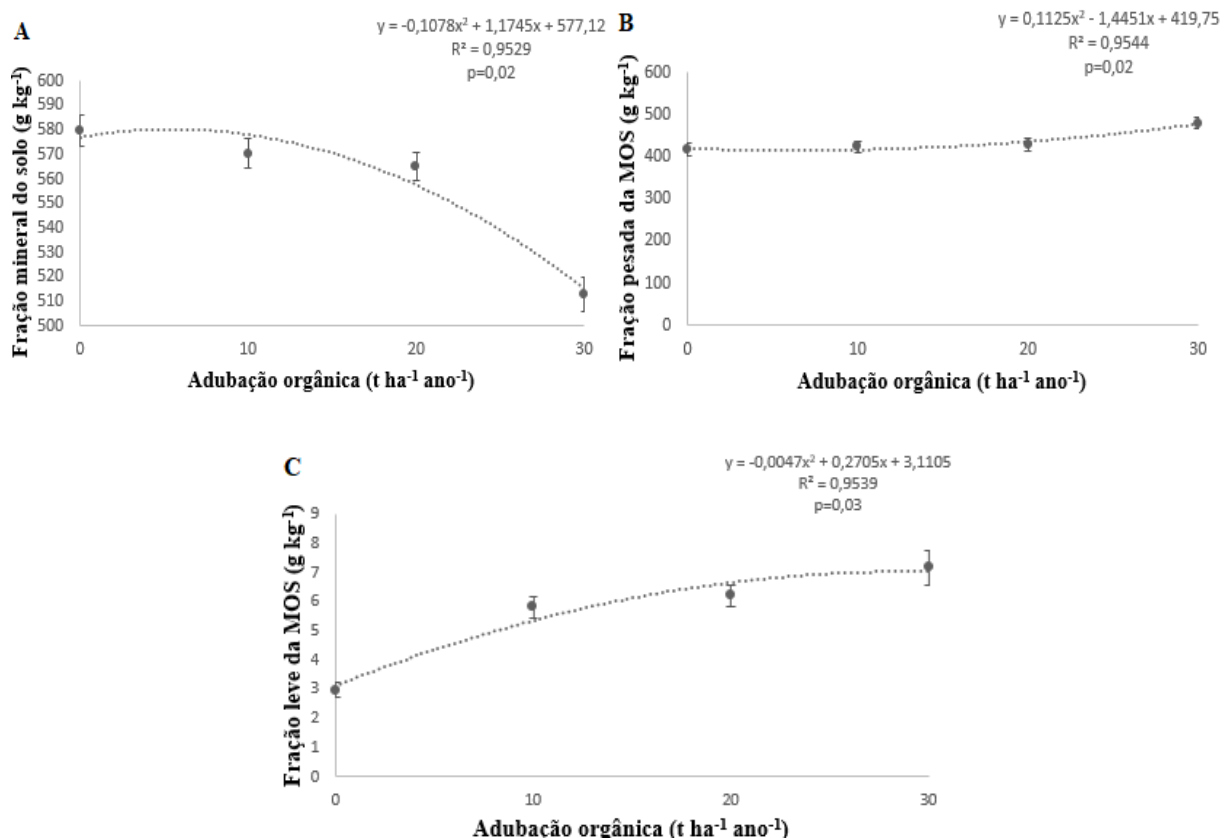 A
y = -0,1078x² + 1,1745x + 577,12
R² = 0,9529
p=0,02
Fração mineral do solo (g kg⁻¹)
600
590
580
570
560
550
540
530
520
510
500
0 10 20 30
Adubação orgânica (t ha⁻¹ ano⁻¹)
B
y = 0,1125x² - 1,4451x + 419,75
R² = 0,9544
p=0,02
Fração pesada da MOS (g kg⁻¹)
600
500
400
300
200
100
0
0 10 20 30
Adubação orgânica (t ha⁻¹ ano⁻¹)
C
y = -0,0047x² + 0,2705x + 3,1105
R² = 0,9539
p=0,03
Fração leve da MOS (g kg⁻¹)
9
8
7
6
5
4
3
2
1
0
0 10 20 30
Adubação orgânica (t ha⁻¹ ano⁻¹)